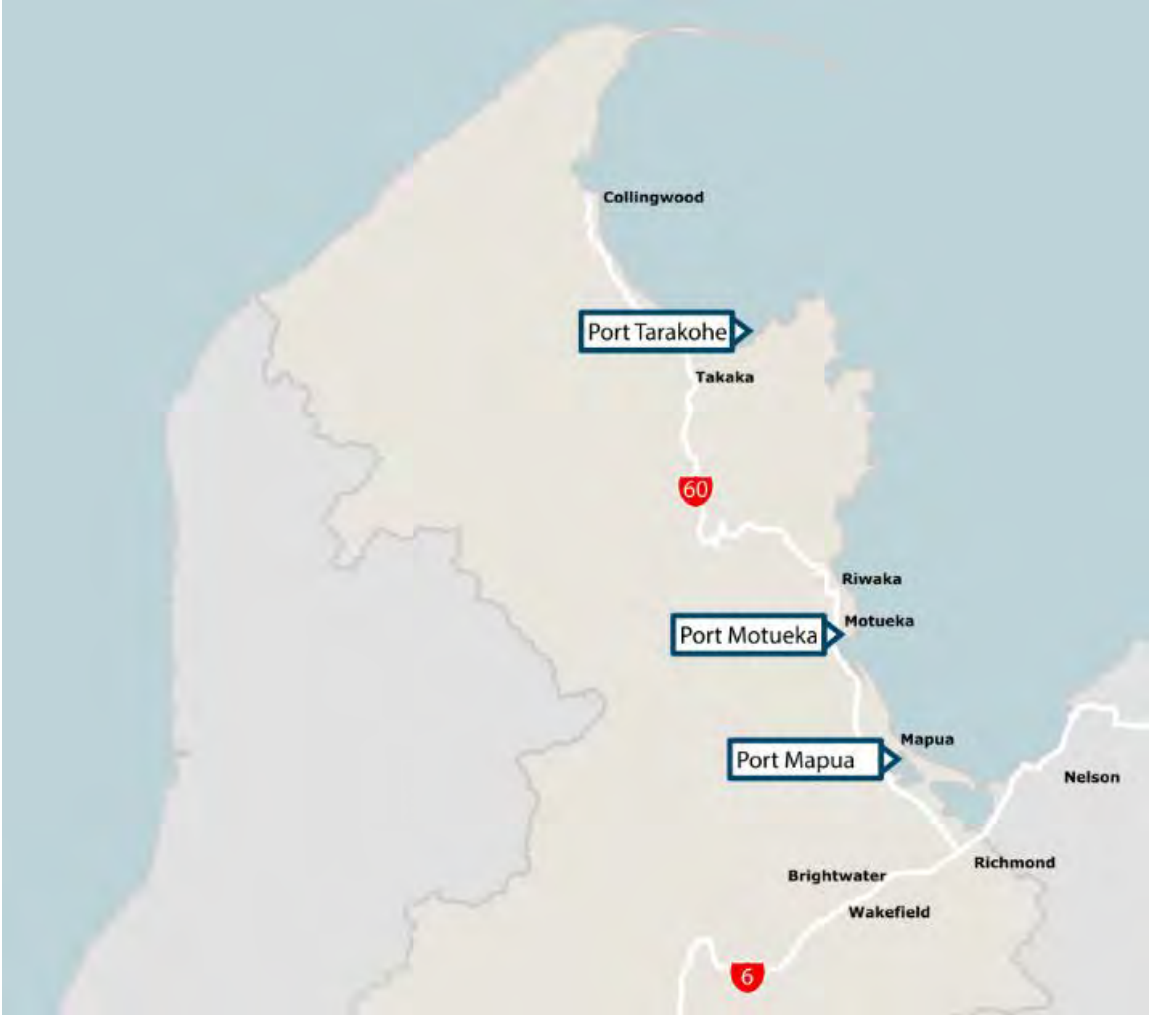 Collingwood
Port Tarakohe
Takaka
60
Riwaka
Motueka
Port Motueka
Mapua
Port Mapua
Nelson
Richmond
Brightwater
Wakefield
6